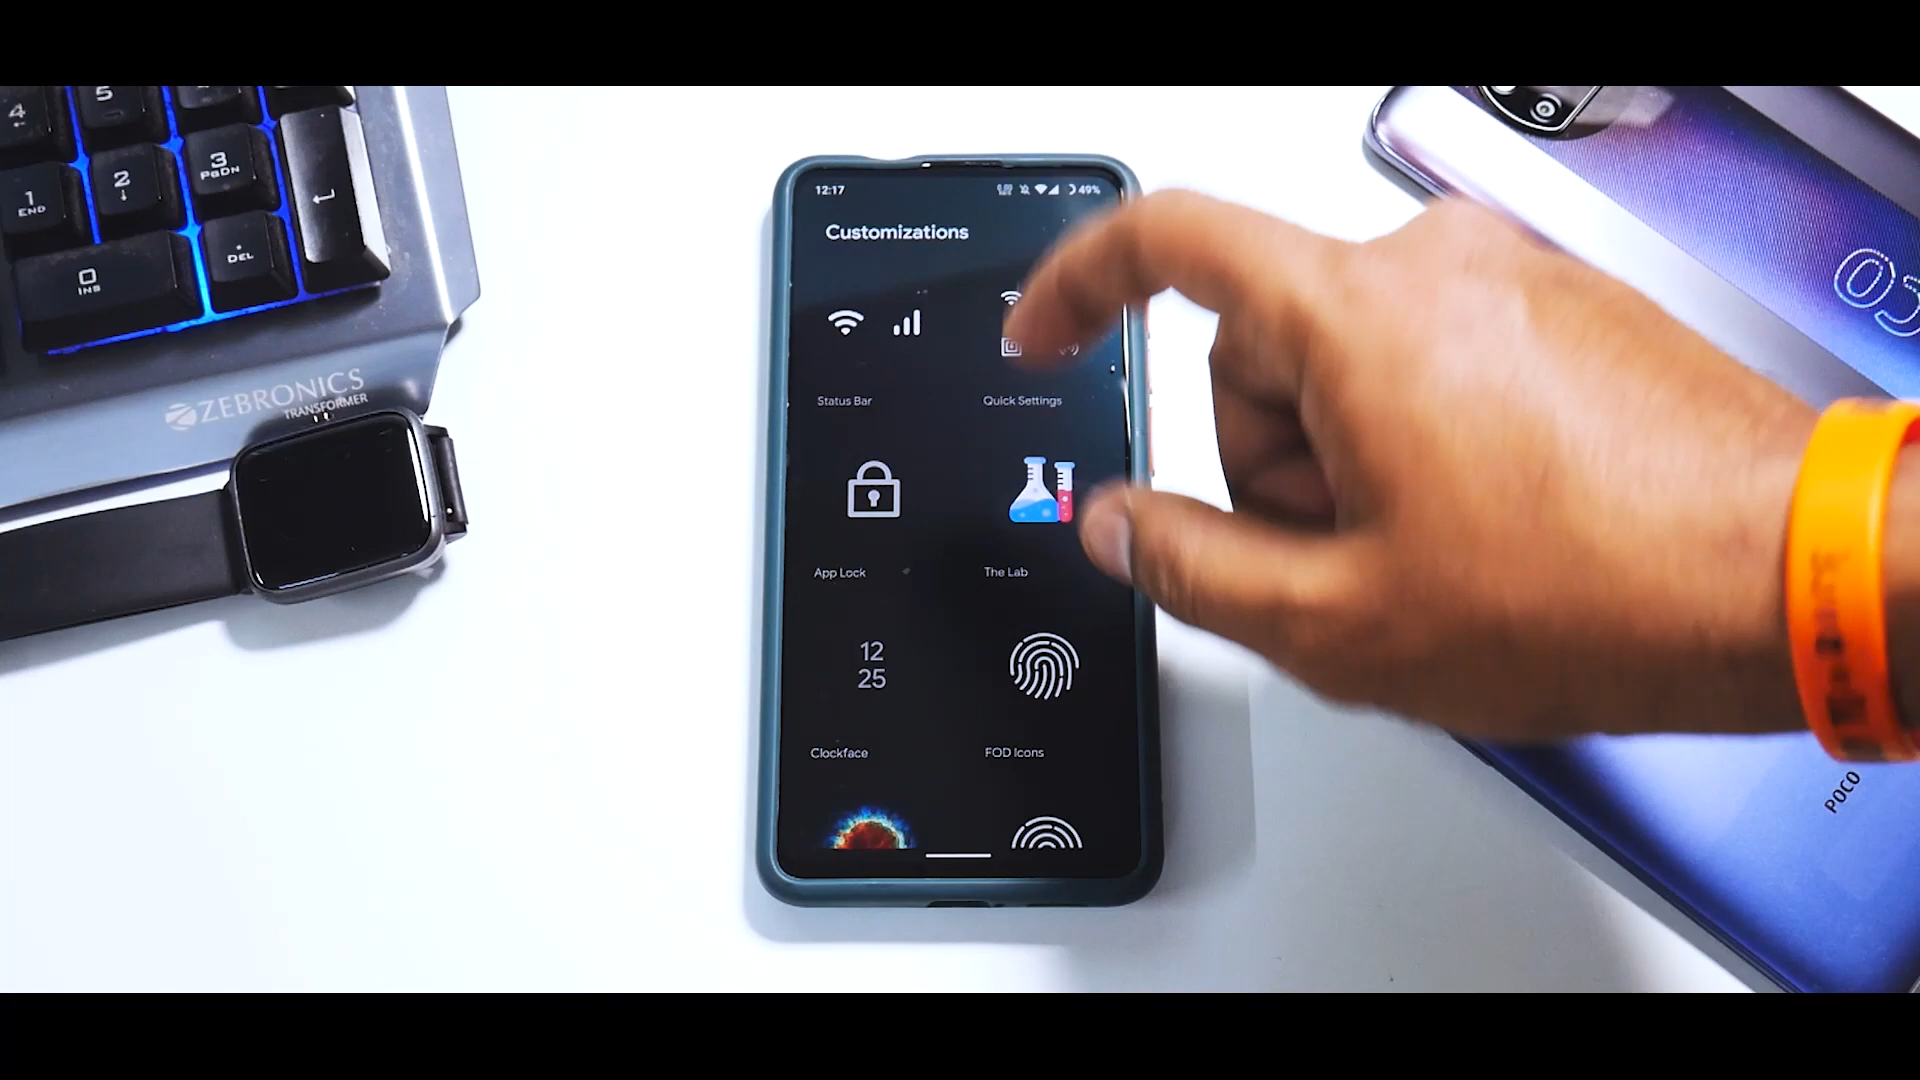 4
5
1
END
2
3
PgDn
0
INS
.
DEL
ZEBRONICS
TRANSFORMER
12:17
49%
Customizations
Status Bar
Quick Settings
App Lock
The Lab
12
25
Clockface
FOD Icons
POCO